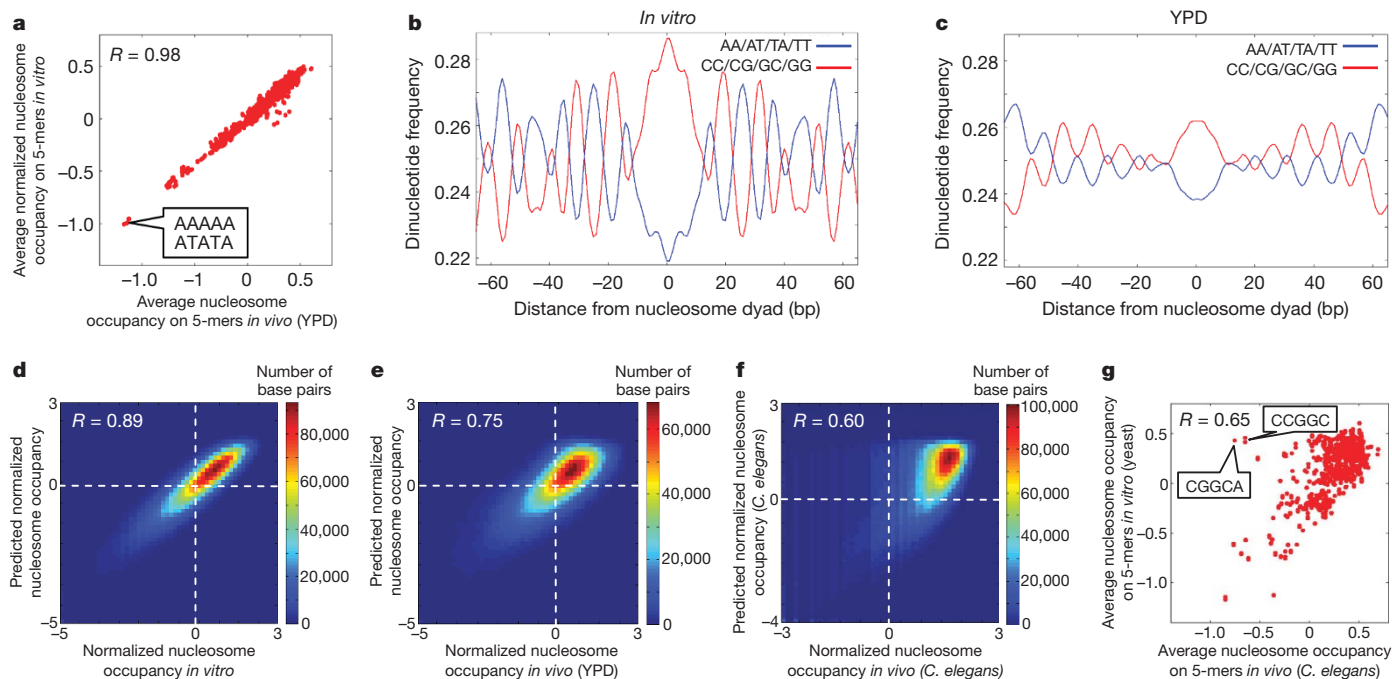 a
R = 0.98
Average normalized nucleosome
occupancy on 5-mers in vitro
0.5
0
−0.5
−1.0
AAAAA
ATATA
−1.0 −1 0 0.5
Average nucleosome
occupancy on 5-mers in vivo (YPD)
b
In vitro
AA/AT/TA/TT
CC/CG/GC/GG
Dinucleotide frequency
0.28
0.26
0.24
0.22
−60 −40 −20 0 20 40 60
Distance from nucleosome dyad (bp)
c
YPD
AA/AT/TA/TT
CC/CG/GC/GG
Dinucleotide frequency
0.28
0.26
0.24
0.22
−60 −40 −20 0 20 40 60
Distance from nucleosome dyad (bp)
d
Number of
base pairs
R = 0.89
Predicted normalized
nucleosome occupancy
3
0
−5
−5 0 3
80,000
60,000
40,000
20,000
0
Normalized nucleosome
occupancy in vitro
e
Number of
base pairs
R = 0.75
Predicted normalized
nucleosome occupancy
3
0
−5
−5 0 3
60,000
40,000
20,000
0
Normalized nucleosome
occupancy in vivo (YPD)
f
Number of
base pairs
R = 0.60
Predicted normalized nucleosome
occupancy (C. elegans)
3
0
−4
−3 0 3
100,000
80,000
60,000
40,000
20,000
0
Normalized nucleosome
occupancy in vivo (C. elegans)
g
R = 0.65
CCGGC
CGGCA
Average nucleosome occupancy
on 5-mers in vitro (yeast)
0.5
0
−0.5
−1.0
−1.0 −0.5 0 0.5
Average nucleosome occupancy
on 5-mers in vivo (C. elegans)